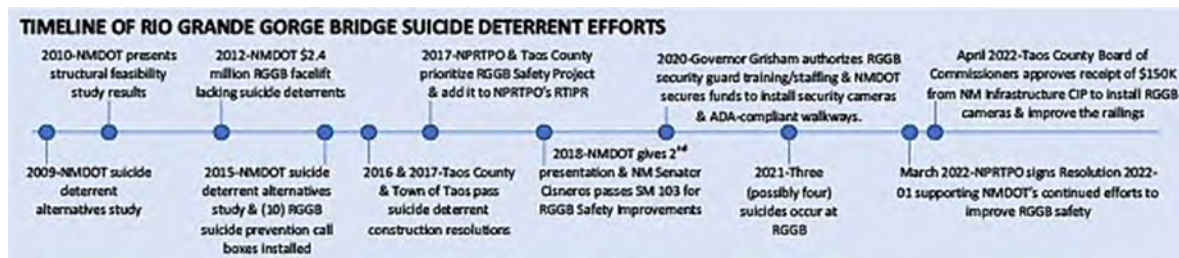 TIMELINE OF RIO GRANDE GORGE BRIDGE SUICIDE DETERRENT EFFORTS
2010-NMDOT presents
structural feasibility
study results
2012-NMDOT $2.4
million RGGB facelift
lacking suicide deterrents
2017-NPRTPO & Taos County
prioritize RGGB Safety Project
& add it to NPRTPO's RTIPR
2020-Governor Grisham authorizes RGGB
security guard training/staffing & NMDOT
secures funds to install security cameras
& ADA-compliant walkways.
April 2022-Taos County Board of
Commissioners approves receipt of $150K
from NM Infrastructure CIP to install RGGB
cameras & improve the railings
2009-NMDOT suicide
deterrent
alternatives study
2015-NMDOT suicide
deterrent alternatives
study & (10) RGGB
suicide prevention call
boxes installed
2016 & 2017-Taos County
& Town of Taos pass
suicide deterrent
construction resolutions
2018-NMDOT gives 2nd
presentation & NM Senator
Cisneros passes SM 103 for
RGGB Safety Improvements
2021-Three
(possibly four)
suicides occur at
RGGB
March 2022-NPRTPO signs Resolution 2022-
01 supporting NMDOT's continued efforts to
improve RGGB safety